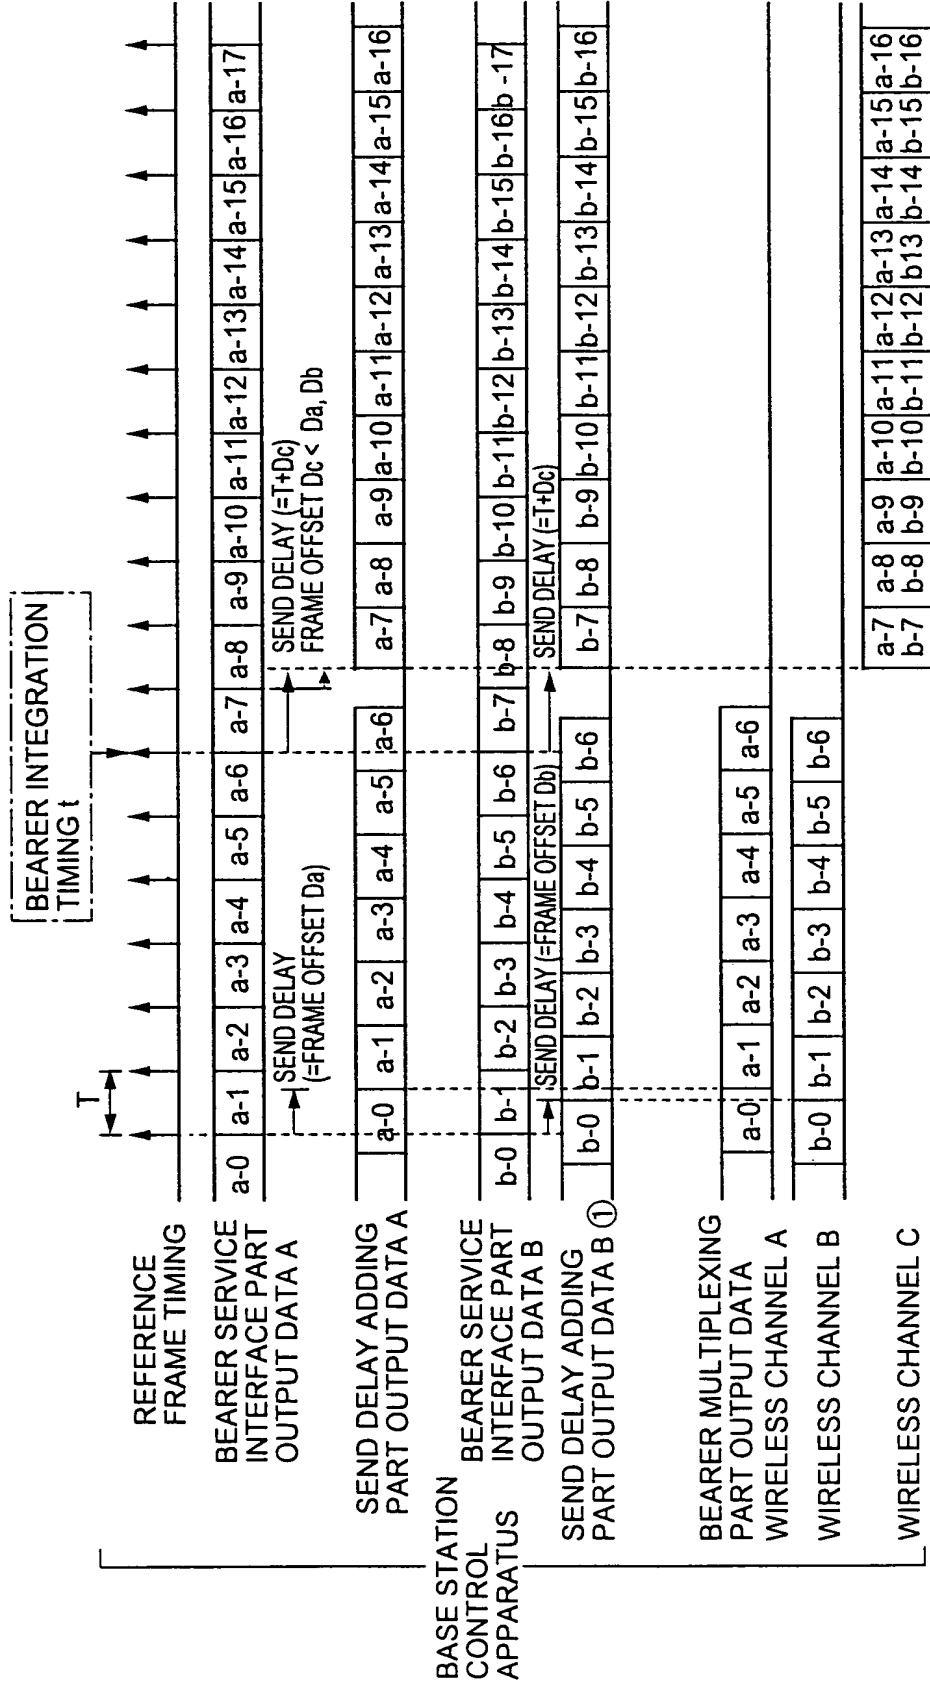 BEARER INTEGRATION
TIMING t
T
REFERENCE
FRAME TIMING
BEARER SERVICE
INTERFACE PART
OUTPUT DATA A
a-0 a-1 a-2 a-3 a-4 a-5 a-6 a-7 a-8 a-9 a-10 a-11 a-12 a-13 a-14 a-15 a-16 a-17
SEND DELAY
(=FRAME OFFSET Da)
SEND DELAY (=T+Dc)
FRAME OFFSET Dc < Da, Db
SEND DELAY ADDING
PART OUTPUT DATA A
a-0 a-1 a-2 a-3 a-4 a-5 a-6 a-7 a-8 a-9 a-10 a-11 a-12 a-13 a-14 a-15 a-16
BASE STATION
CONTROL
APPARATUS
BEARER SERVICE
INTERFACE PART
OUTPUT DATA B
b-0 b-1 b-2 b-3 b-4 b-5 b-6 b-7 b-8 b-9 b-10 b-11 b-12 b-13 b-14 b-15 b-16 b -17
SEND DELAY (=FRAME OFFSET Db)
SEND DELAY (=T+Dc)
SEND DELAY ADDING
PART OUTPUT DATA B ①
b-0 b-1 b-2 b-3 b-4 b-5 b-6 b-7 b-8 b-9 b-10 b-11 b-12 b-13 b-14 b-15 b-16
BEARER MULTIPLEXING
PART OUTPUT DATA
WIRELESS CHANNEL A
a-0 a-1 a-2 a-3 a-4 a-5 a-6
WIRELESS CHANNEL B
b-0 b-1 b-2 b-3 b-4 b-5 b-6
WIRELESS CHANNEL C
a-7 a-8 a-9 a-10 a-11 a-12 a-13 a-14 a-15 a-16
b-7 b-8 b-9 b-10 b-11 b-12 b13 b-14 b-15 b-16